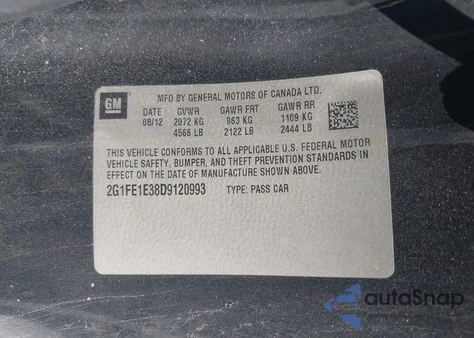 GM
MFD BY GENERAL MOTORS OF CANADA LTD.
DATE GVWR GAWR FRT GAWR RR
08/12 2072 KG 963 KG 1109 KG
4568 LB 2122 LB 2444 LB
THIS VEHICLE CONFORMS TO ALL APPLICABLE U.S. FEDERAL MOTOR
VEHICLE SAFETY, BUMPER, AND THEFT PREVENTION STANDARDS
IN EFFECT ON THE DATE OF MANUFACTURE SHOWN ABOVE.
2G1FE1E38D9120993 TYPE: PASS CAR
autoSnap